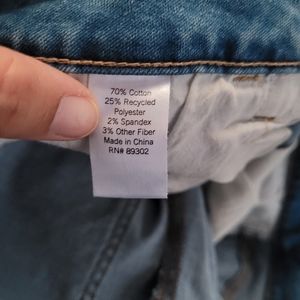 70% Cotton
25% Recycled
Polyester
2% Spandex
3% Other Fiber
Made in China
RN# 89302